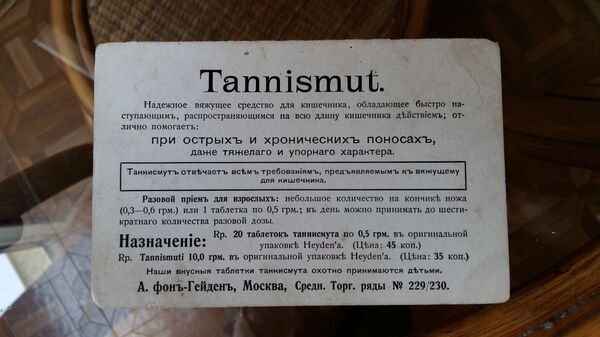 Tannismut.
Надежное вяжущее средство для кишечника, обладающее быстро на-
ступающимъ, распространяющимся на всю длину кишечника дѣйствіем; от-
лично помогаетъ:
при острыхъ и хроническихъ поносахъ,
даже тяжелаго и упорнаго характера.
Таннисмутъ отвѣчаетъ всѣмъ требованіямъ, предъявляемымъ къ вяжущему
для кишечника.
Разовой пріем для взрослыхъ: небольшое количество на кончикѣ ножа
(0,3—0,6 грм.) или 1 таблетка по 0,5 грм.; въ день можно принимать до шести-
кратнаго количества разовой дозы.
Назначеніе: Rp. 20 таблетокъ таннисмута по 0,5 грм. въ оригинальной
упаковкѣ Heyden'a. (Цѣна: 45 коп.)
Rp. Tannismuti 10,0 грм. въ оригинальной упаковкѣ Heyden'a. (Цѣна: 35 коп.)
Наши вкусныя таблетки таннисмута охотно принимаются дѣтьми.
А. фонъ-Гейденъ, Москва, Средн. Торг. ряды № 229/230.